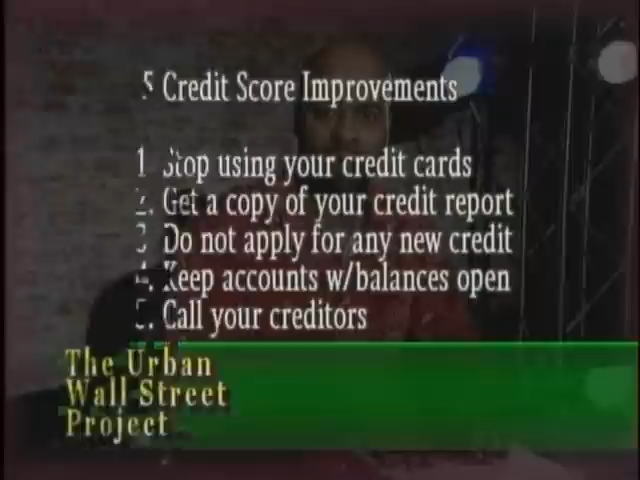 5 Credit Score Improvements
1. Stop using your credit cards
2. Get a copy of your credit report
3. Do not apply for any new credit
4. Keep accounts w/balances open
5. Call your creditors
The Urban
Wall Street
Project